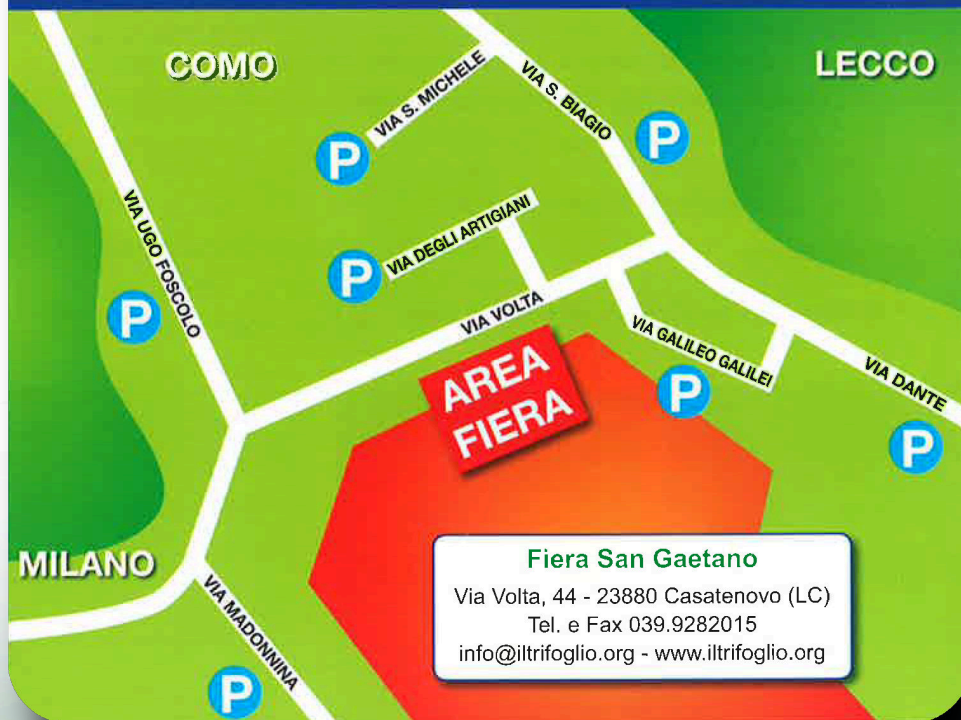 COMO
LECCO
VIA S. MICHELE
VIA S. BIAGIO
P
P
VIA UGO FOSCOLO
VIA DEGLI ARTIGIANI
P
P
VIA VOLTA
VIA GALILEO GALILEI
AREA
FIERA
P
VIA DANTE
P
MILANO
VIA MADONNINA
P
Fiera San Gaetano
Via Volta, 44 - 23880 Casatenovo (LC)
Tel. e Fax 039.9282015
info@iltrifoglio.org - www.iltrifoglio.org